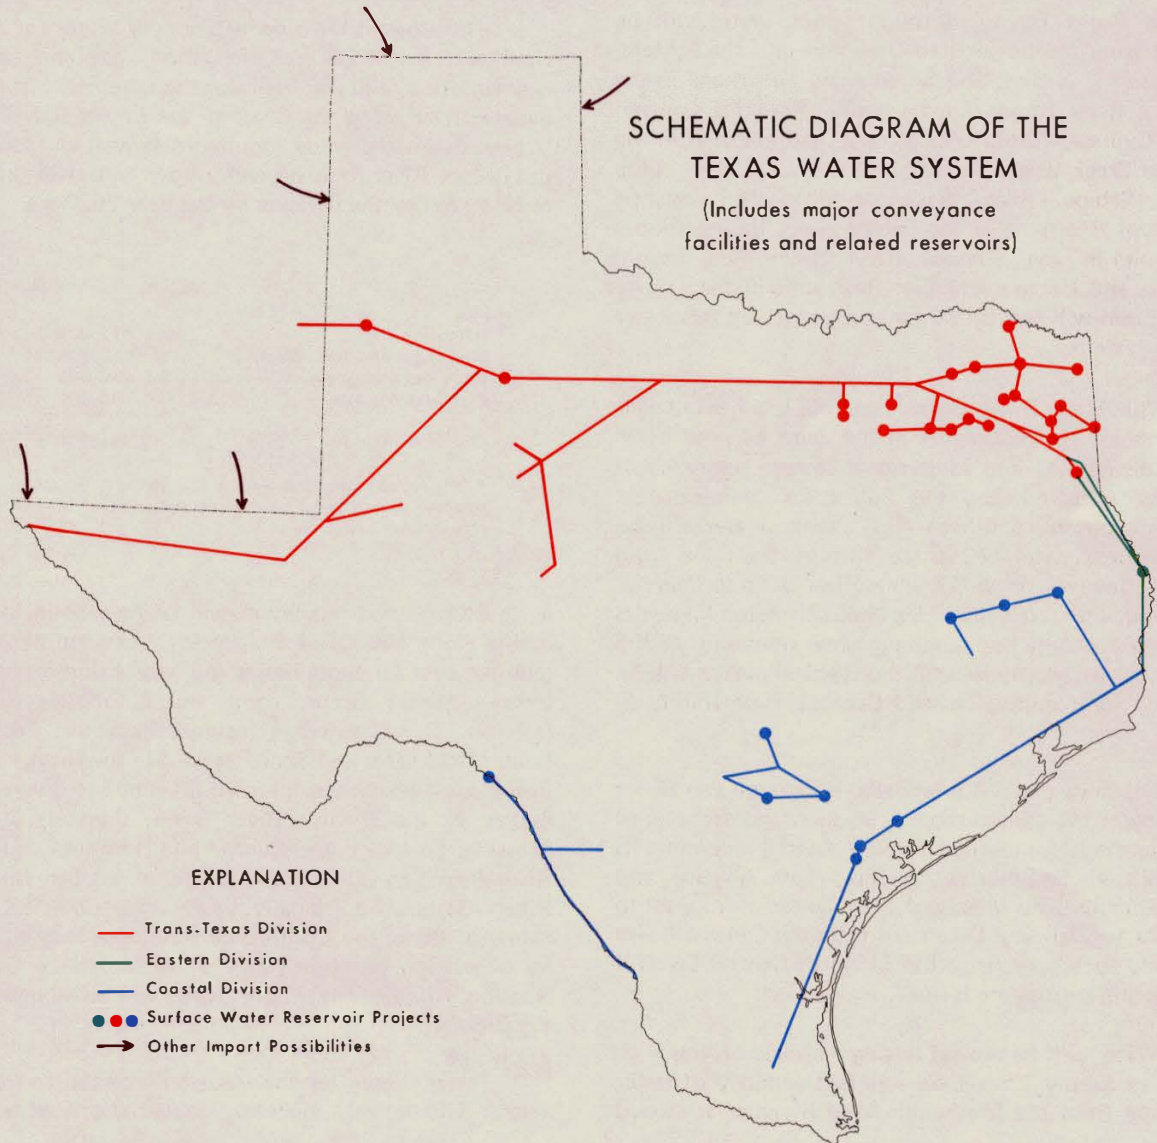 SCHEMATIC DIAGRAM OF THE
TEXAS WATER SYSTEM
(Includes major conveyance
facilities and related reservoirs)
EXPLANATION
Trans-Texas Division
Eastern Division
Coastal Division
Surface Water Reservoir Projects
Other Import Possibilities